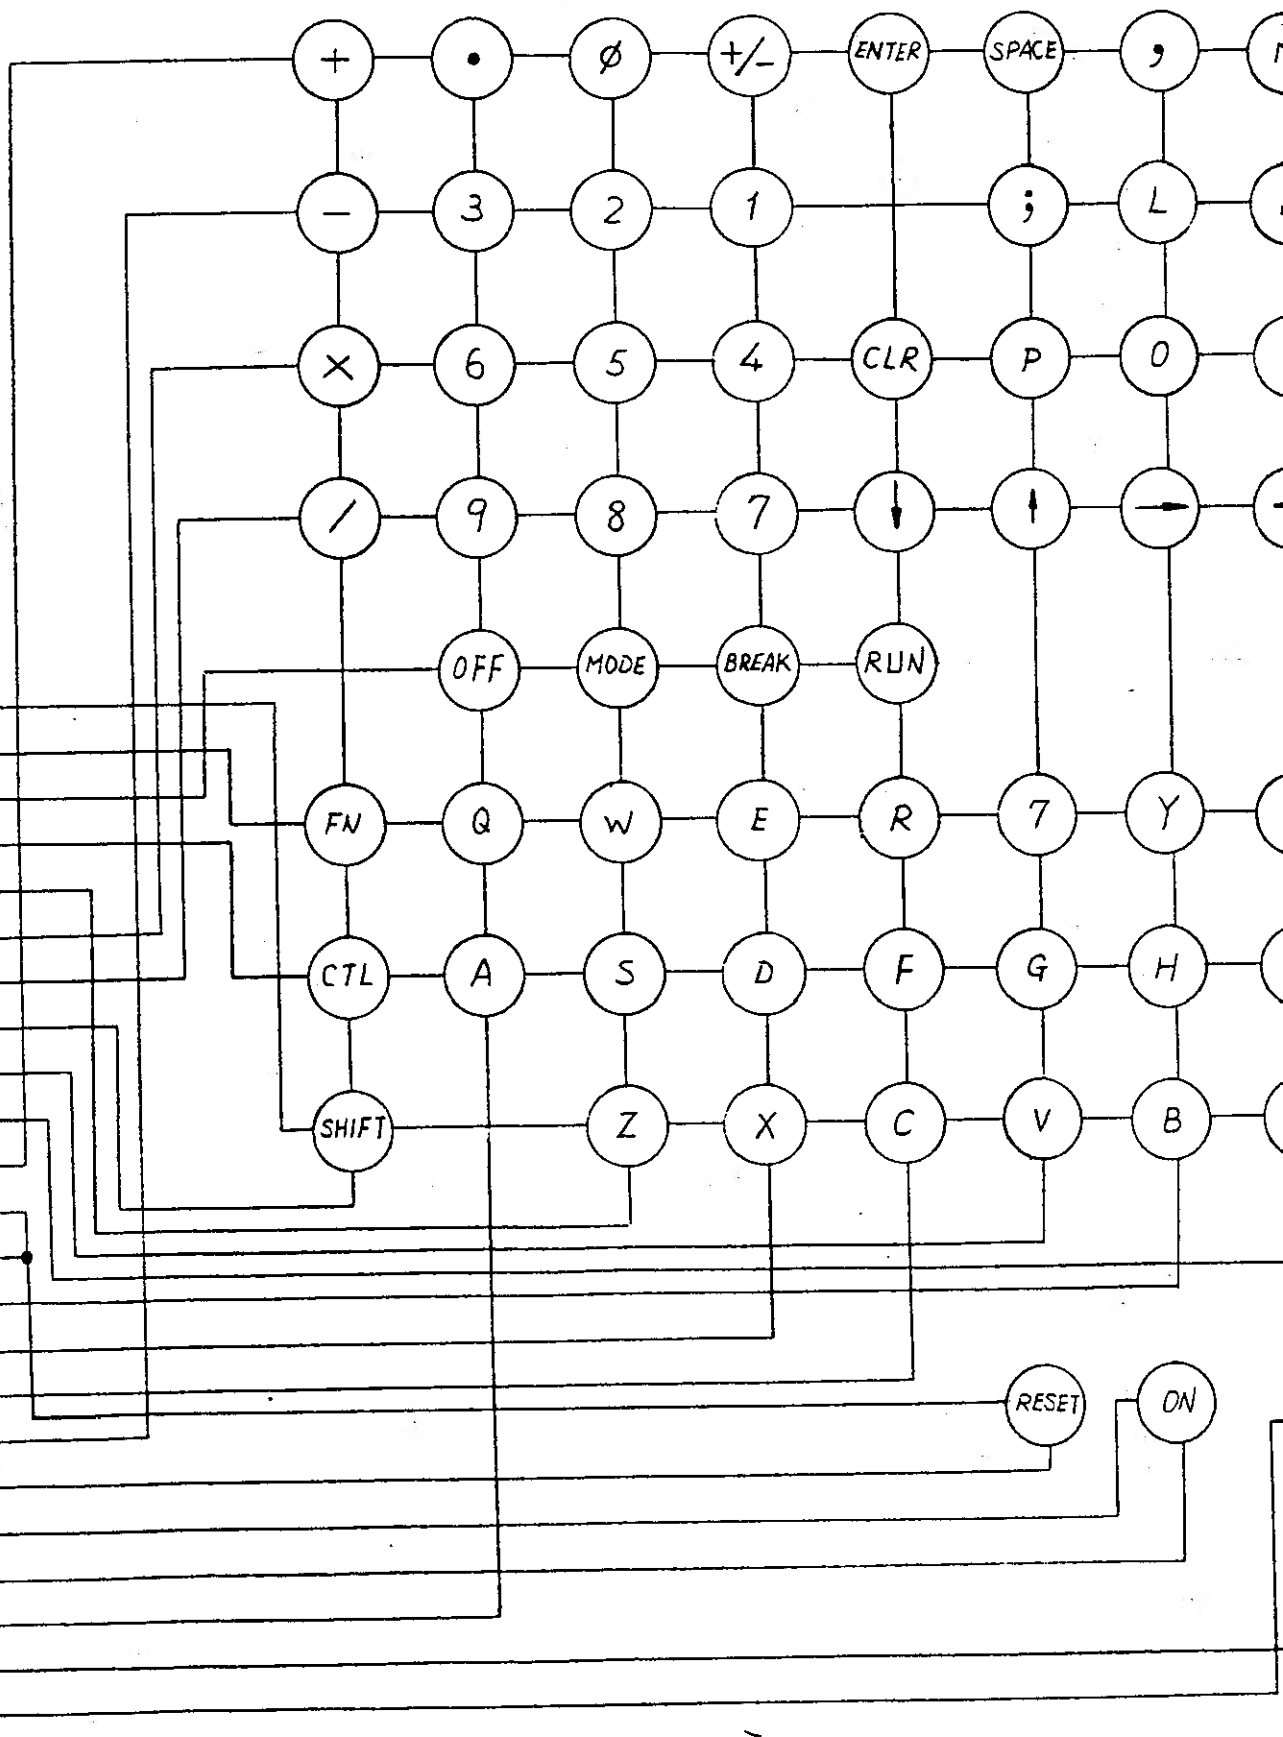 + • Ø +/- ENTER SPACE ,
- 3 2 1 ; L
X 6 5 4 CLR P O
/ 9 8 7 ↓ ↑ →
OFF MODE BREAK RUN
FN Q W E R 7 Y
CTL A S D F G H
SHIFT Z X C V B
RESET ON